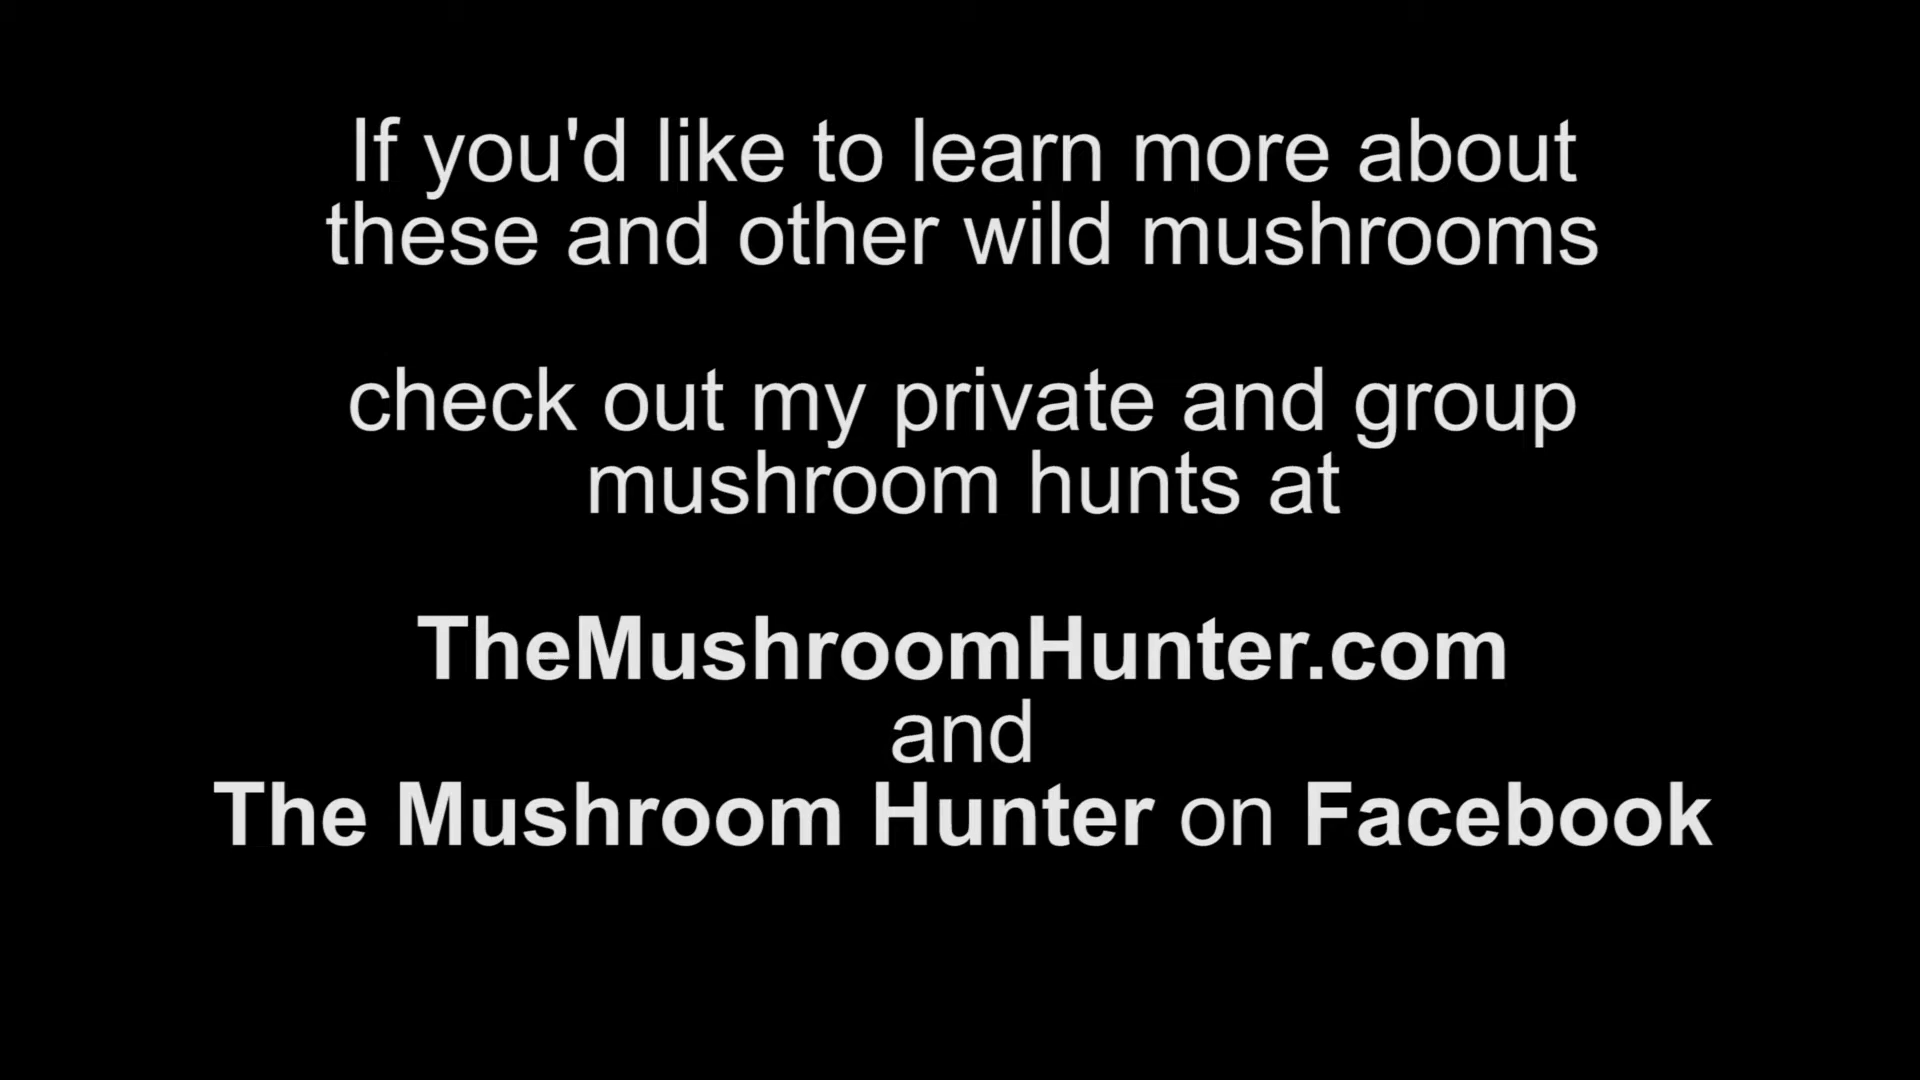 If you'd like to learn more about
these and other wild mushrooms
check out my private and group
mushroom hunts at
TheMushroomHunter.com
and
The Mushroom Hunter on Facebook